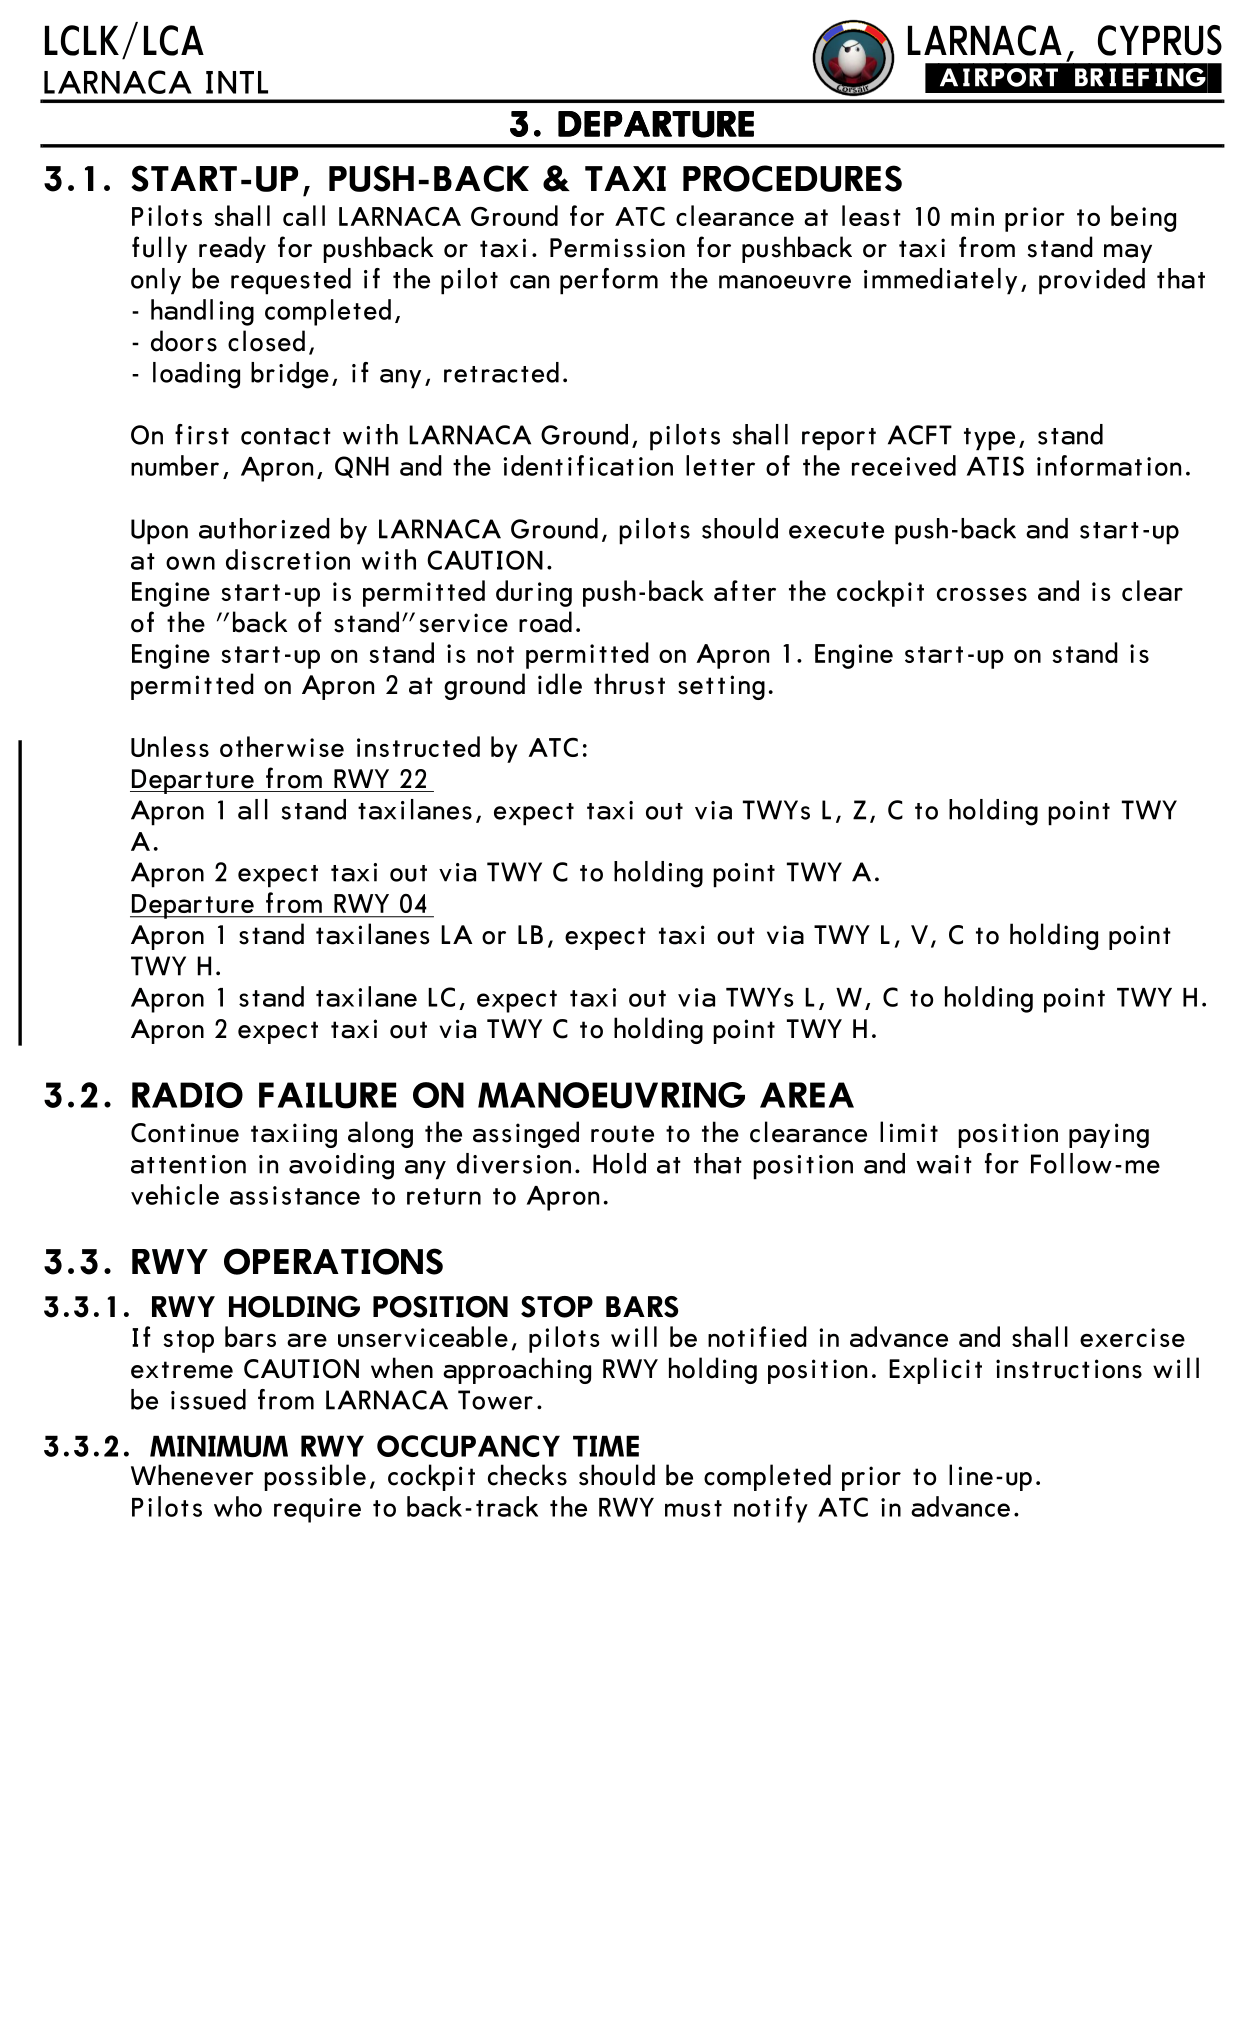 LCLK/LCA
LARNACA, CYPRUS
LARNACA INTL
AIRPORT BRIEFING
corsair
3. DEPARTURE
3.1. START-UP, PUSH-BACK & TAXI PROCEDURES
Pilots shall call LARNACA Ground for ATC clearance at least 10 min prior to being
fully ready for pushback or taxi. Permission for pushback or taxi from stand may
only be requested if the pilot can perform the manoeuvre immediately, provided that
- handling completed,
- doors closed,
- loading bridge, if any, retracted.
On first contact with LARNACA Ground, pilots shall report ACFT type, stand
number, Apron, QNH and the identification letter of the received ATIS information.
Upon authorized by LARNACA Ground, pilots should execute push-back and start-up
at own discretion with CAUTION.
Engine start-up is permitted during push-back after the cockpit crosses and is clear
of the "back of stand"service road.
Engine start-up on stand is not permitted on Apron 1. Engine start-up on stand is
permitted on Apron 2 at ground idle thrust setting.
Unless otherwise instructed by ATC:
Departure from RWY 22
Apron 1 all stand taxilanes, expect taxi out via TWYs L, Z, C to holding point TWY
A.
Apron 2 expect taxi out via TWY C to holding point TWY A.
Departure from RWY 04
Apron 1 stand taxilanes LA or LB, expect taxi out via TWY L, V, C to holding point
TWY H.
Apron 1 stand taxilane LC, expect taxi out via TWYs L, W, C to holding point TWY H.
Apron 2 expect taxi out via TWY C to holding point TWY H.
3.2. RADIO FAILURE ON MANOEUVRING AREA
Continue taxiing along the assinged route to the clearance limit position paying
attention in avoiding any diversion. Hold at that position and wait for Follow-me
vehicle assistance to return to Apron.
3.3. RWY OPERATIONS
3.3.1. RWY HOLDING POSITION STOP BARS
If stop bars are unserviceable, pilots will be notified in advance and shall exercise
extreme CAUTION when approaching RWY holding position. Explicit instructions will
be issued from LARNACA Tower.
3.3.2. MINIMUM RWY OCCUPANCY TIME
Whenever possible, cockpit checks should be completed prior to line-up.
Pilots who require to back-track the RWY must notify ATC in advance.